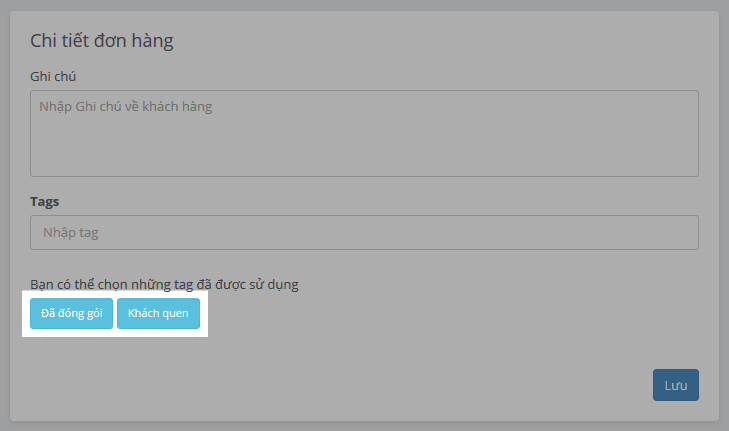 Chi tiết đơn hàng
Ghi chú
Nhập Ghi chú về khách hàng
Tags
Nhập tag
Bạn có thể chọn những tag đã được sử dụng
Đã đóng gói Khách quen
Lưu